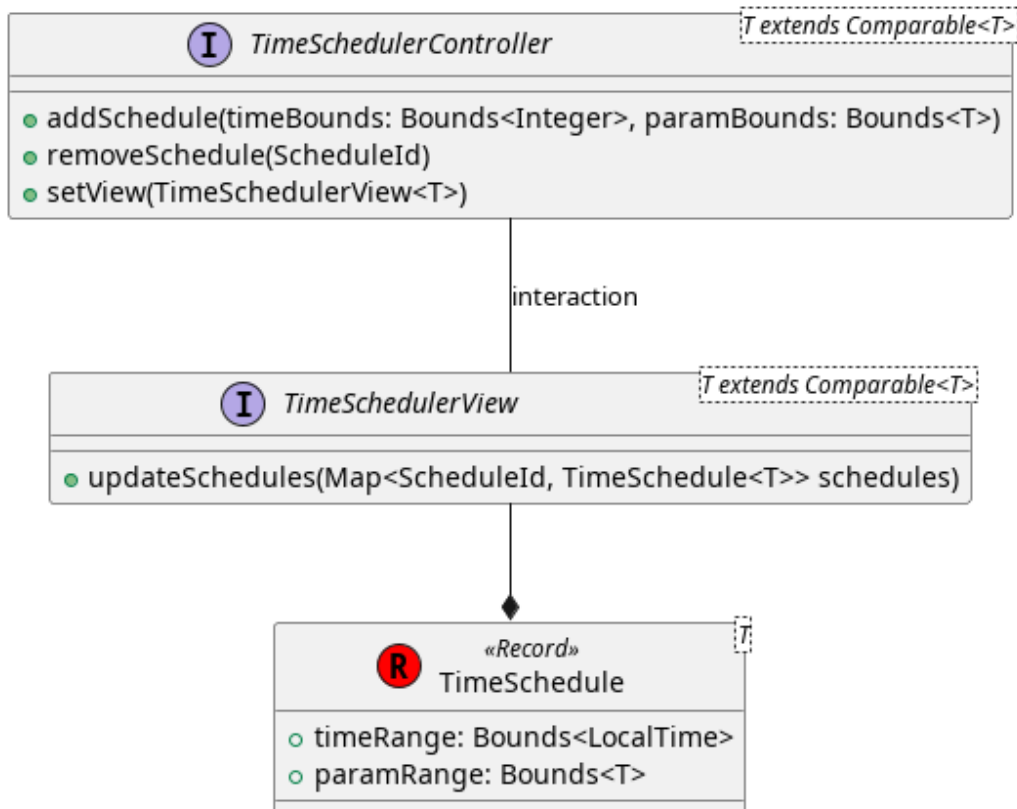 T extends Comparable<T>
I TimeSchedulerController
addSchedule(timeBounds: Bounds<Integer>, paramBounds: Bounds<T>)
removeSchedule(ScheduleId)
setView(TimeSchedulerView<T>)
interaction
T extends Comparable<T>
I TimeSchedulerView
updateSchedules(Map<ScheduleId, TimeSchedule<T>> schedules)
T
«Record»
R TimeSchedule
timeRange: Bounds<LocalTime>
paramRange: Bounds<T>